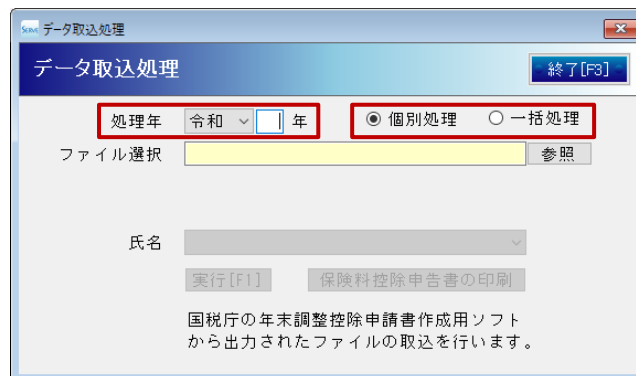 Serve データ取込処理
データ取込処理 終了[F3]
処理年 令和 年 個別処理 一括処理
ファイル選択 参照
氏名
実行[F1] 保険料控除申告書の印刷
国税庁の年末調整控除申請書作成用ソフト
から出力されたファイルの取込を行います。